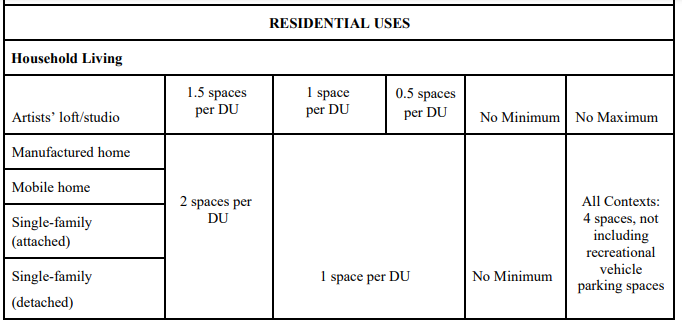 RESIDENTIAL USES
Household Living
Artists’ loft/studio
1.5 spaces
per DU
1 space
per DU
0.5 spaces
per DU
No Minimum
No Maximum
Manufactured home
Mobile home
Single-family
(attached)
Single-family
(detached)
2 spaces per
DU
1 space per DU
No Minimum
All Contexts:
4 spaces, not
including
recreational
vehicle
parking spaces